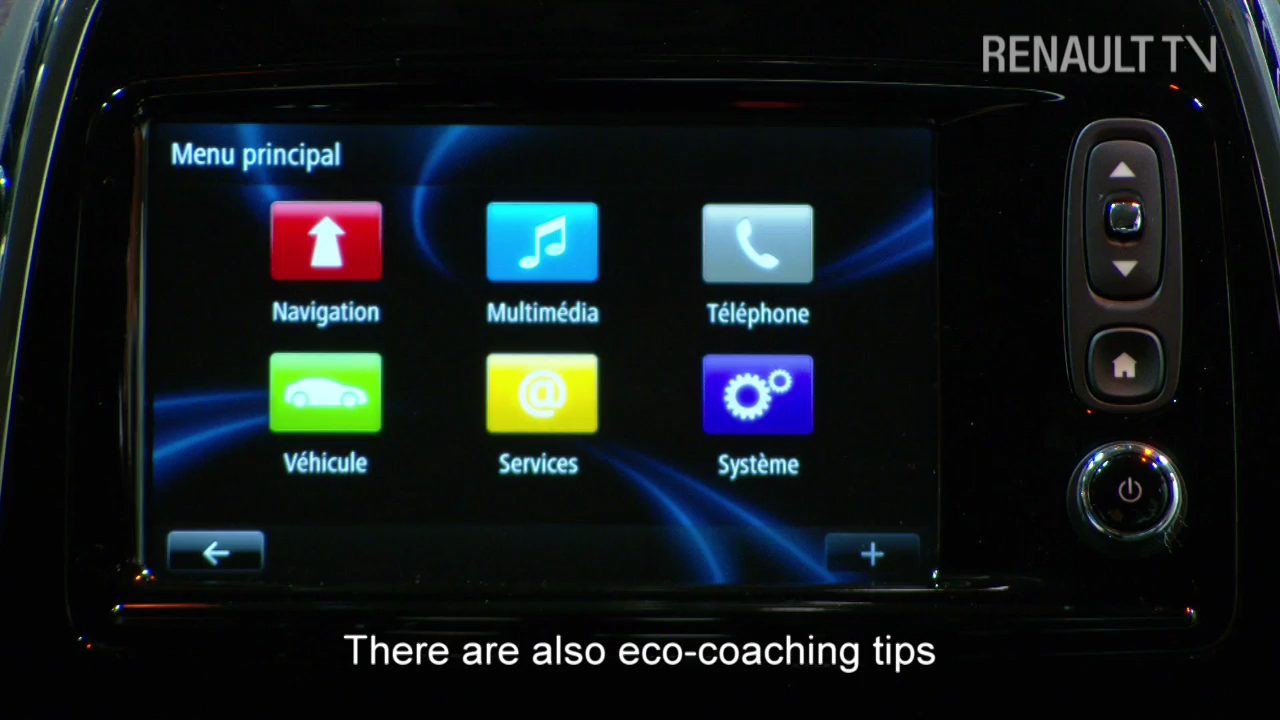 RENAULT TV
Menu principal
Navigation
Multimédia
Téléphone
Véhicule
Services
Système
There are also eco-coaching tips